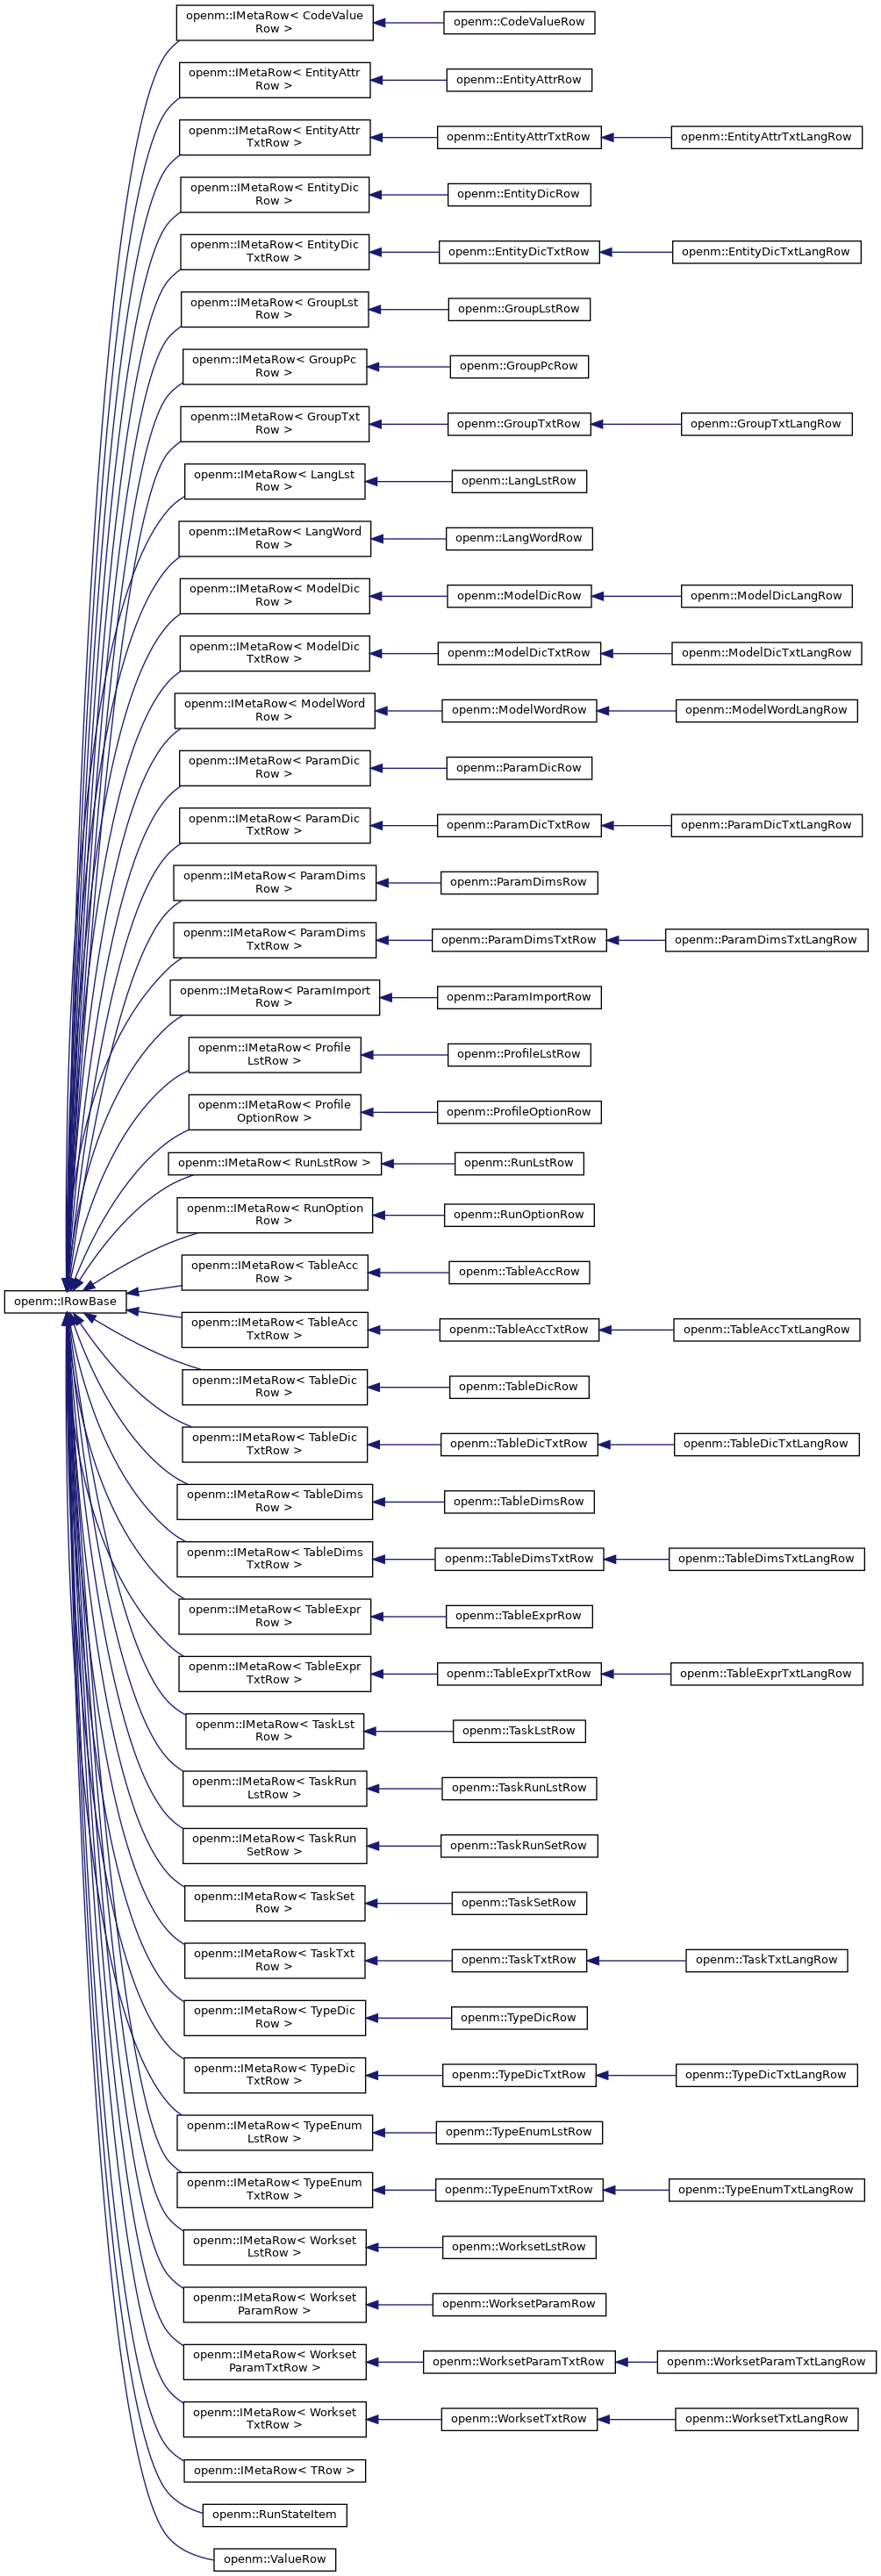 openm::IMetaRow< CodeValue
Row >
openm::CodeValueRow
openm::IMetaRow< EntityAttr
Row >
openm::EntityAttrRow
openm::IMetaRow< EntityAttr
TxtRow >
openm::EntityAttrTxtRow
openm::EntityAttrTxtLangRow
openm::IMetaRow< EntityDic
Row >
openm::EntityDicRow
openm::IMetaRow< EntityDic
TxtRow >
openm::EntityDicTxtRow
openm::EntityDicTxtLangRow
openm::IMetaRow< GroupLst
Row >
openm::GroupLstRow
openm::IMetaRow< GroupPc
Row >
openm::GroupPcRow
openm::IMetaRow< GroupTxt
Row >
openm::GroupTxtRow
openm::GroupTxtLangRow
openm::IMetaRow< LangLst
Row >
openm::LangLstRow
openm::IMetaRow< LangWord
Row >
openm::LangWordRow
openm::IMetaRow< ModelDic
Row >
openm::ModelDicRow
openm::ModelDicLangRow
openm::IMetaRow< ModelDic
TxtRow >
openm::ModelDicTxtRow
openm::ModelDicTxtLangRow
openm::IMetaRow< ModelWord
Row >
openm::ModelWordRow
openm::ModelWordLangRow
openm::IMetaRow< ParamDic
Row >
openm::ParamDicRow
openm::IMetaRow< ParamDic
TxtRow >
openm::ParamDicTxtRow
openm::ParamDicTxtLangRow
openm::IMetaRow< ParamDims
Row >
openm::ParamDimsRow
openm::IMetaRow< ParamDims
TxtRow >
openm::ParamDimsTxtRow
openm::ParamDimsTxtLangRow
openm::IMetaRow< ParamImport
Row >
openm::ParamImportRow
openm::IMetaRow< Profile
LstRow >
openm::ProfileLstRow
openm::IMetaRow< Profile
OptionRow >
openm::ProfileOptionRow
openm::IMetaRow< RunLstRow >
openm::RunLstRow
openm::IMetaRow< RunOption
Row >
openm::RunOptionRow
openm::IMetaRow< TableAcc
Row >
openm::TableAccRow
openm::IRowBase
openm::IMetaRow< TableAcc
TxtRow >
openm::TableAccTxtRow
openm::TableAccTxtLangRow
openm::IMetaRow< TableDic
Row >
openm::TableDicRow
openm::IMetaRow< TableDic
TxtRow >
openm::TableDicTxtRow
openm::TableDicTxtLangRow
openm::IMetaRow< TableDims
Row >
openm::TableDimsRow
openm::IMetaRow< TableDims
TxtRow >
openm::TableDimsTxtRow
openm::TableDimsTxtLangRow
openm::IMetaRow< TableExpr
Row >
openm::TableExprRow
openm::IMetaRow< TableExpr
TxtRow >
openm::TableExprTxtRow
openm::TableExprTxtLangRow
openm::IMetaRow< TaskLst
Row >
openm::TaskLstRow
openm::IMetaRow< TaskRun
LstRow >
openm::TaskRunLstRow
openm::IMetaRow< TaskRun
SetRow >
openm::TaskRunSetRow
openm::IMetaRow< TaskSet
Row >
openm::TaskSetRow
openm::IMetaRow< TaskTxt
Row >
openm::TaskTxtRow
openm::TaskTxtLangRow
openm::IMetaRow< TypeDic
Row >
openm::TypeDicRow
openm::IMetaRow< TypeDic
TxtRow >
openm::TypeDicTxtRow
openm::TypeDicTxtLangRow
openm::IMetaRow< TypeEnum
LstRow >
openm::TypeEnumLstRow
openm::IMetaRow< TypeEnum
TxtRow >
openm::TypeEnumTxtRow
openm::TypeEnumTxtLangRow
openm::IMetaRow< Workset
LstRow >
openm::WorksetLstRow
openm::IMetaRow< Workset
ParamRow >
openm::WorksetParamRow
openm::IMetaRow< Workset
ParamTxtRow >
openm::WorksetParamTxtRow
openm::WorksetParamTxtLangRow
openm::IMetaRow< Workset
TxtRow >
openm::WorksetTxtRow
openm::WorksetTxtLangRow
openm::IMetaRow< TRow >
openm::RunStateItem
openm::ValueRow